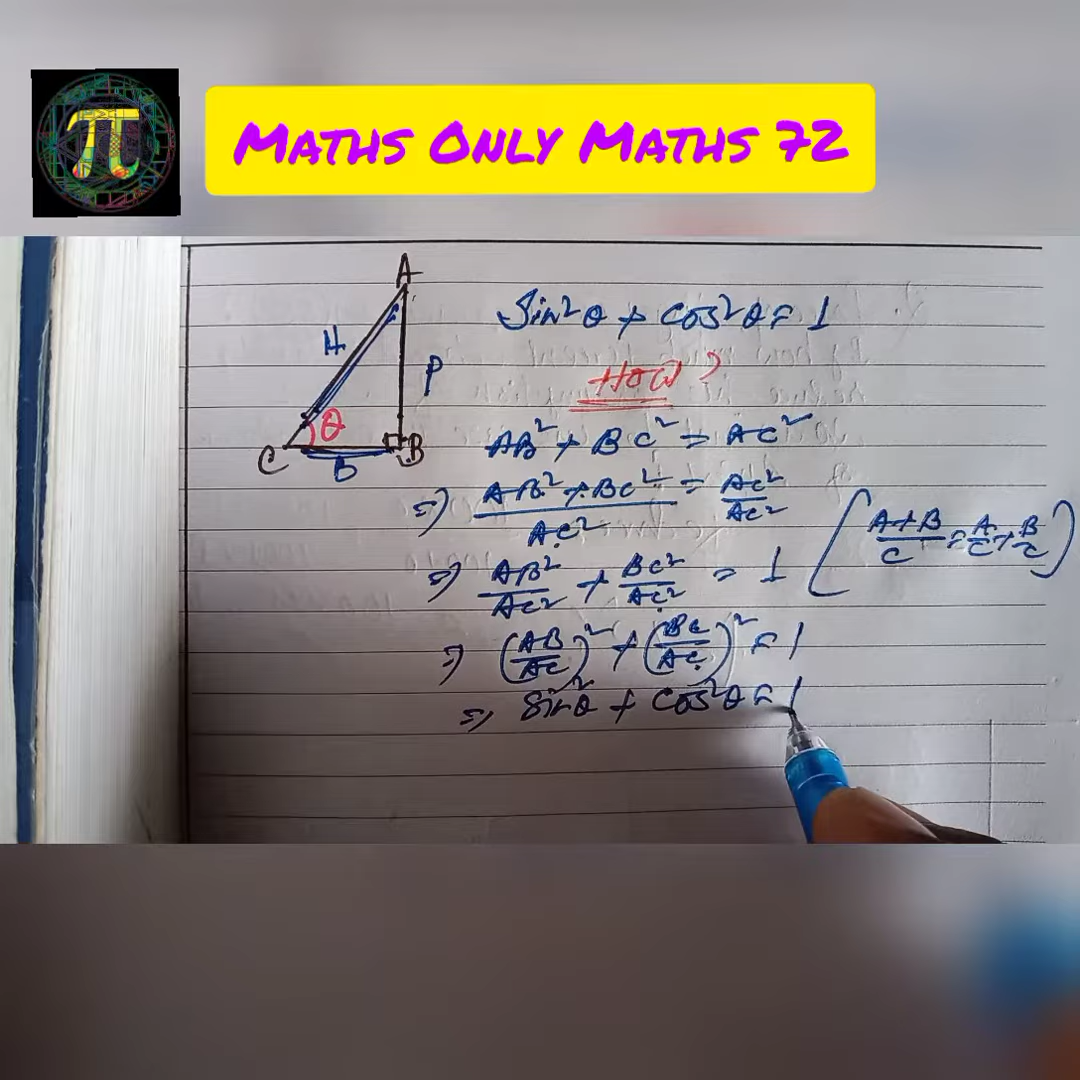 π
Maths Only Maths 72
A
H
P
θ
C
B
B
Sin²θ + Cos²θ = 1
HOW ?
AB² + BC² = AC²
⇒ (AB² + BC²)/AC² = AC²/AC²
⇒ AB²/AC² + BC²/AC² = 1 ((A+B)/C = A/C + B/C)
⇒ (AB/AC)² + (BC/AC)² = 1
⇒ Sin²θ + Cos²θ = 1